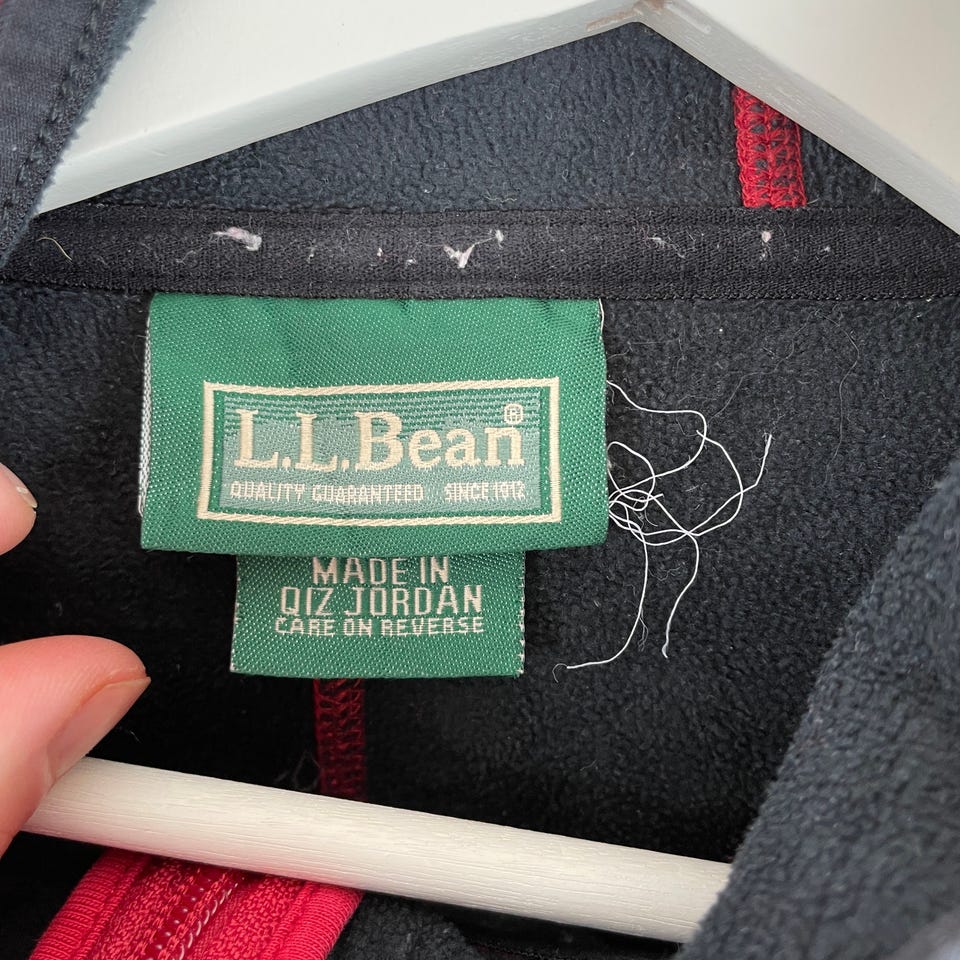 L.L.Bean®
QUALITY GUARANTEED SINCE 1912
MADE IN
QIZ JORDAN
CARE ON REVERSE